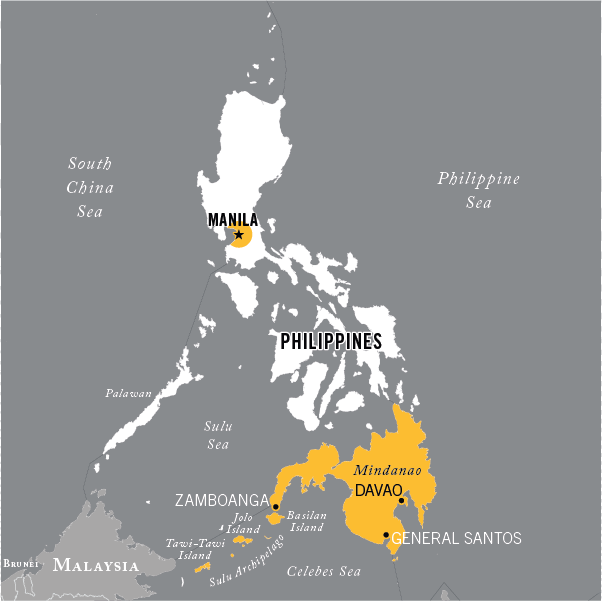 South
China
Sea
Philippine
Sea
MANILA
PHILIPPINES
Palawan
Sulu
Sea
Mindanao
DAVAO
ZAMBOANGA
Jolo
Island
Basilan
Island
GENERAL SANTOS
Tawi-Tawi
Island
Sulu Archipelago
Celebes Sea
Brunei
MALAYSIA